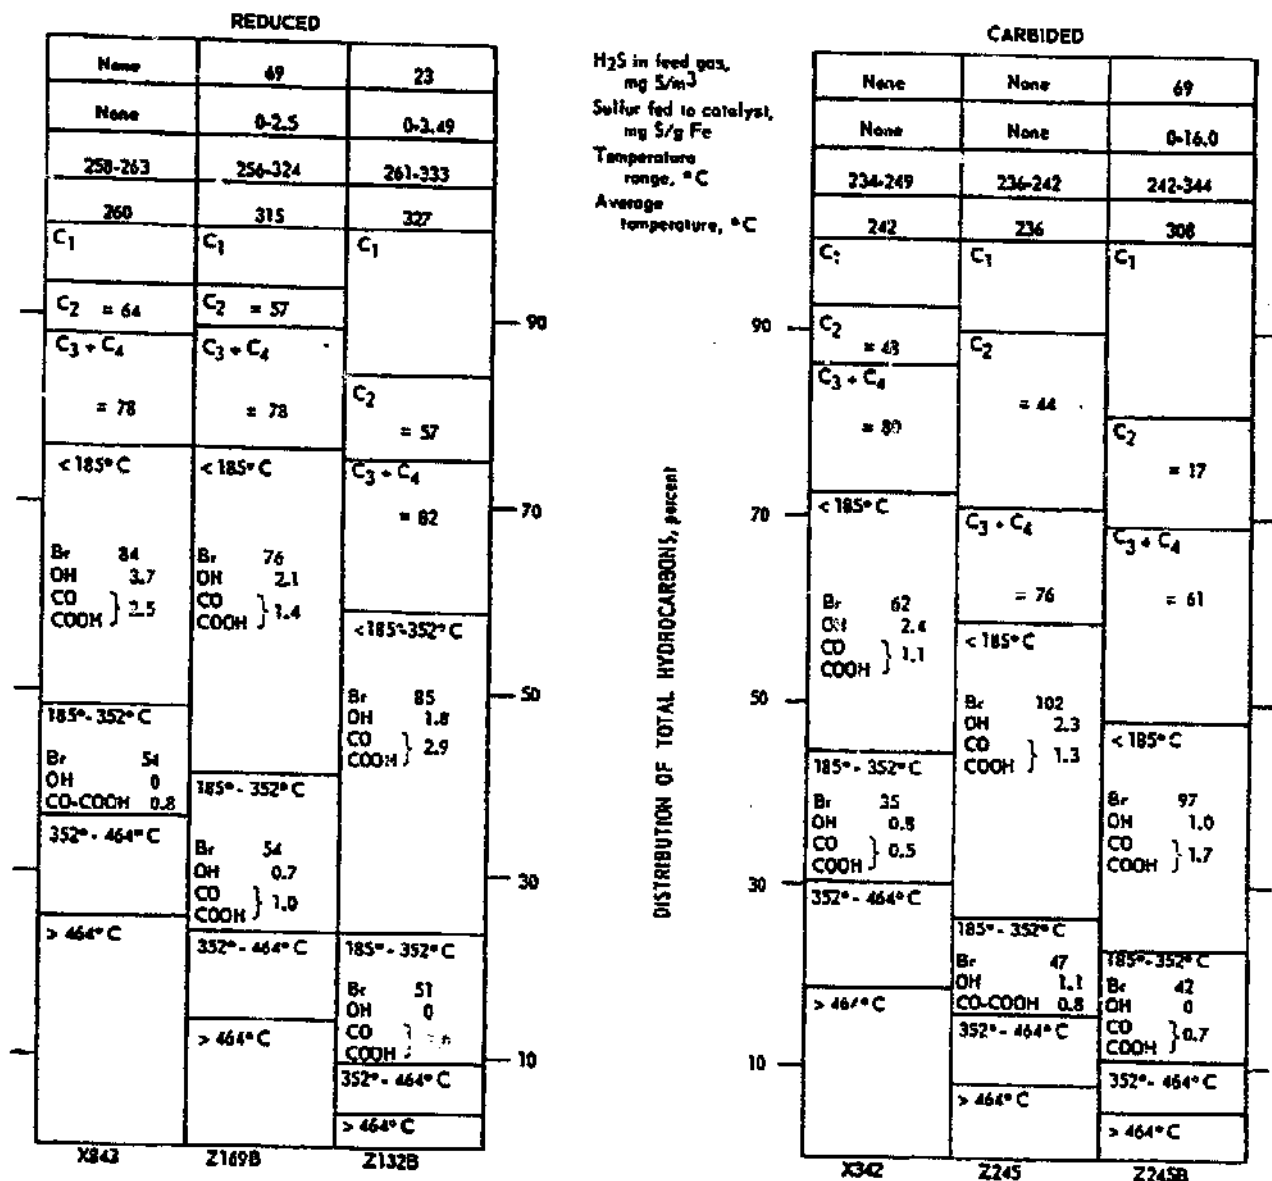 REDUCED
None 69 23
None 0-2.5 0-3.49
258-263 256-324 261-333
260 315 327
C1 C1 C1
C2 = 64 C2 = 57
C3 + C4 C3 + C4
= 78 = 78
C2
= 57
<185°C <185°C
C3 + C4
= 82
Br 84
OH 3.7
CO
COOH } 2.5
Br 76
OH 2.1
CO
COOH } 1.4
<185°-352°C
Br 85
OH 1.8
CO
COOH } 2.9
185°-352°C
Br 54
OH 0
CO-COOH 0.8
352°-464°C
>464°C
185°-352°C
Br 54
OH 0.7
CO
COOH } 1.0
352°-464°C
>464°C
185°-352°C
Br 51
OH 0
CO
COOH }
352°-464°C
>464°C
X843 Z169B Z132B
90
70
50
30
10
H2S in feed gas,
mg S/m3
Sulfur fed to catalyst,
mg S/g Fe
Temperature
range, °C
Average
temperature, °C
DISTRIBUTION OF TOTAL HYDROCARBONS, percent
CARBIDED
None None 69
None None 0-16.0
234-249 236-242 242-344
242 236 308
C1 C1 C1
90
C2
= 43
C3 + C4
= 80
C2
= 44
C2
= 17
70
<185°C
Br 62
OH 2.4
CO
COOH } 1.1
C3 + C4
= 76
C3 + C4
= 61
<185°C
Br 102
OH 2.3
CO
COOH } 1.3
50
<185°C
Br 97
OH 1.0
CO
COOH } 1.7
185°-352°C
Br 35
OH 0.8
CO
COOH } 0.5
30
352°-464°C
>464°C
185°-352°C
Br 47
OH 1.1
CO-COOH 0.8
352°-464°C
>464°C
185°-352°C
Br 42
OH 0
CO
COOH } 0.7
352°-464°C
>464°C
10
X342 Z245 Z245B